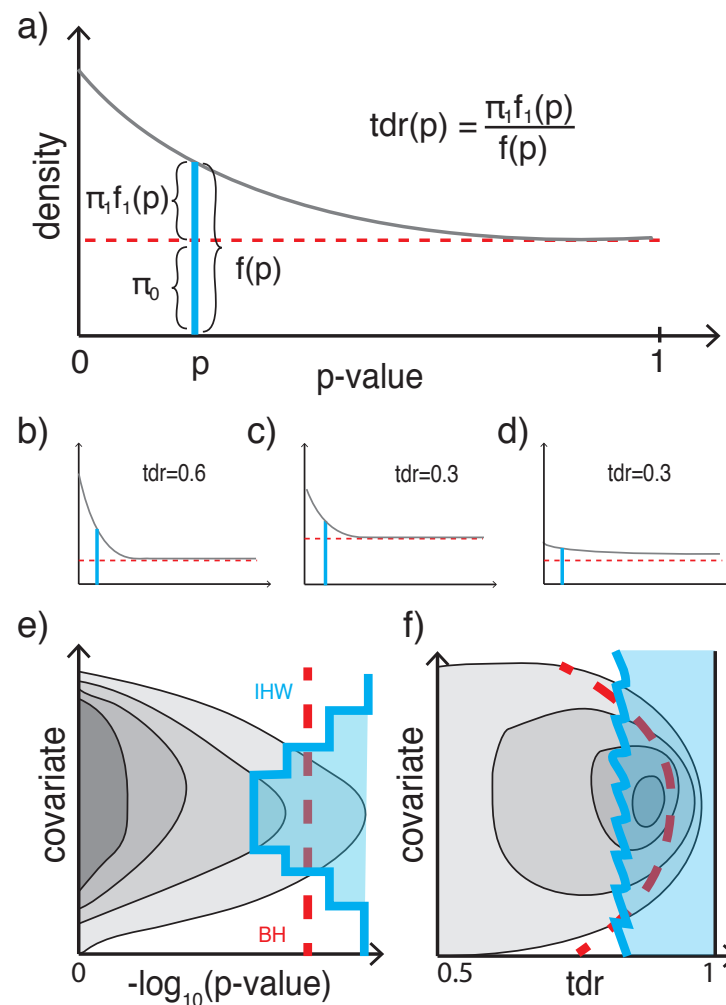 a)
density
tdr(p) = π₁f₁(p)
f(p)
π₁f₁(p)
π₀
f(p)
0
p
1
p-value
b)
tdr=0.6
c)
tdr=0.3
d)
tdr=0.3
e)
covariate
IHW
BH
0
-log₁₀(p-value)
f)
covariate
0.5
tdr
1